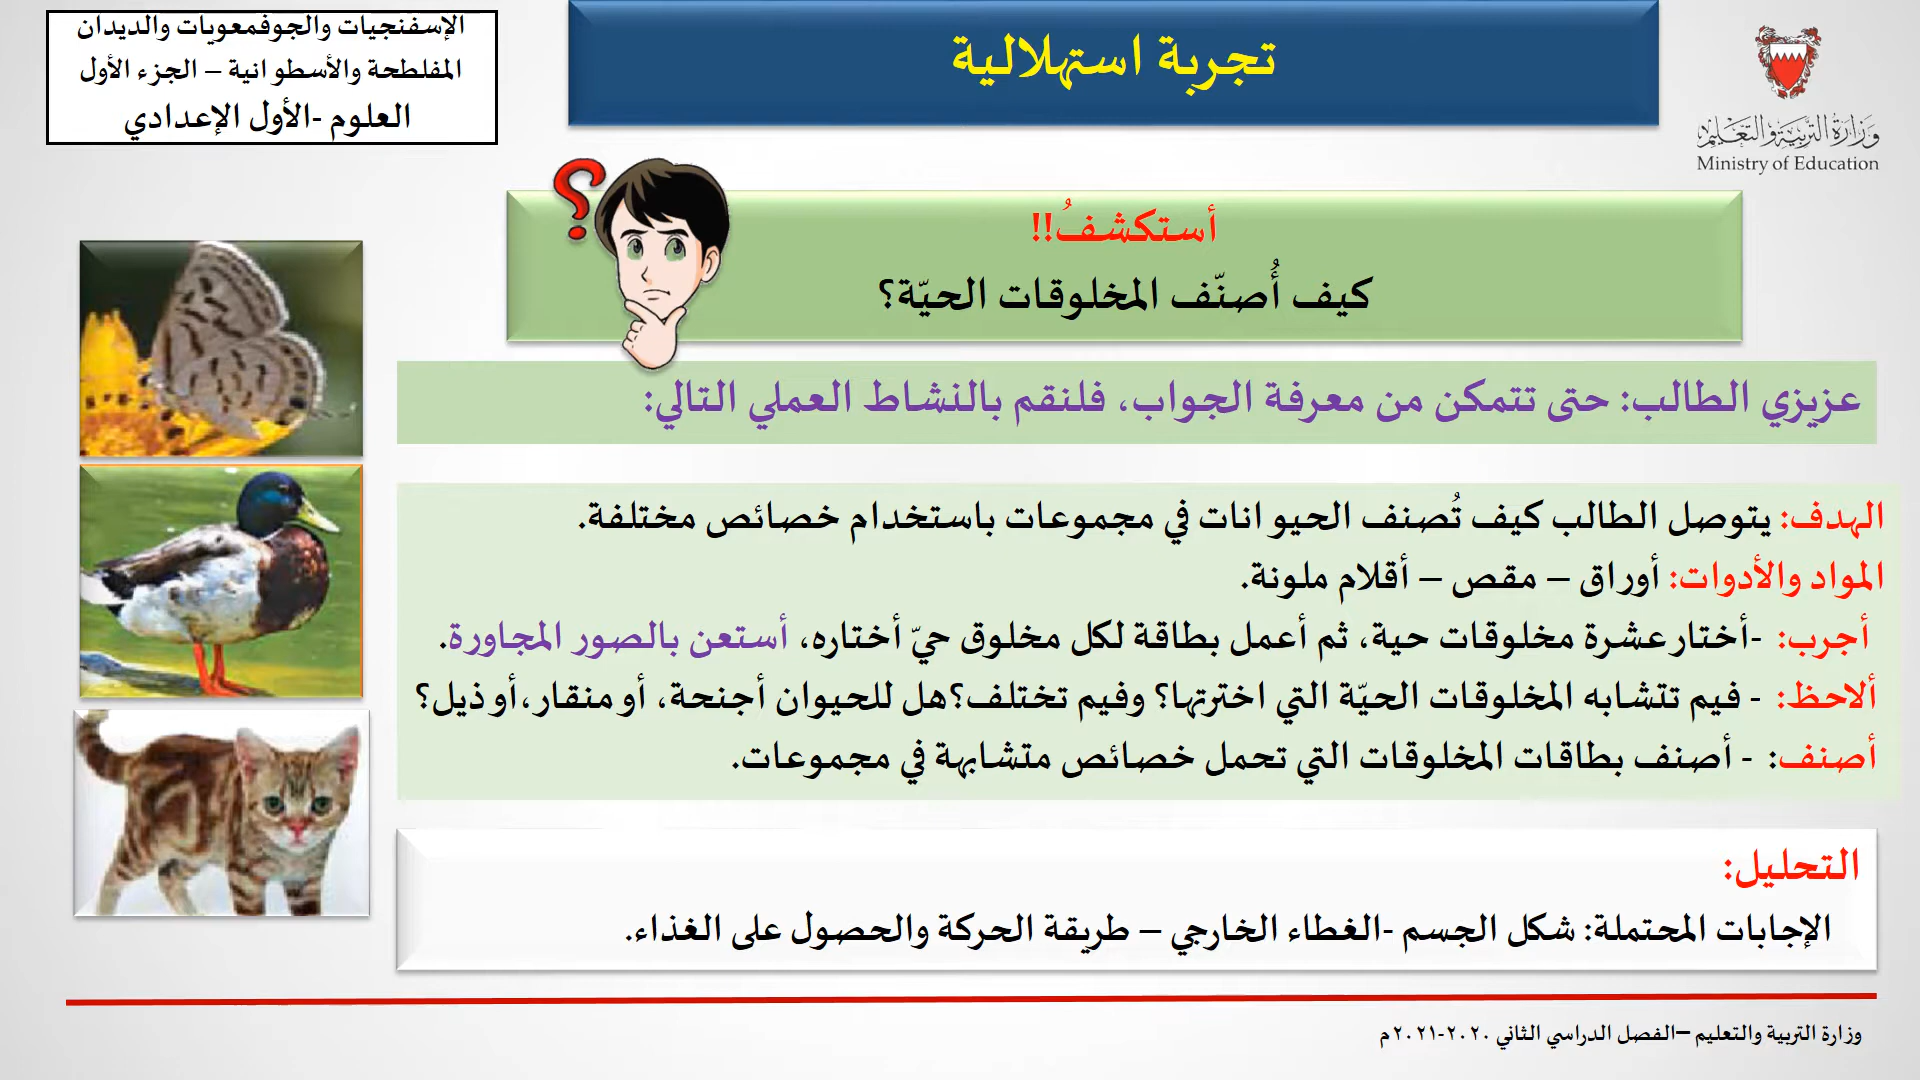 الإسفنجيات والجوفمعويات والديدان
المفلطحة والأسطوانية – الجزء الأول
العلوم -الأول الإعدادي
تجربة استهلالية
وزارة التربية والتعليم
Ministry of Education
أستكشفُ!!
كيف أُصنّف المخلوقات الحيّة؟
عزيزي الطالب: حتى تتمكن من معرفة الجواب، فلنقم بالنشاط العملي التالي:
الهدف: يتوصل الطالب كيف تُصنف الحيوانات في مجموعات باستخدام خصائص مختلفة.
المواد والأدوات: أوراق – مقص – أقلام ملونة.
أجرب: -أختار عشرة مخلوقات حية، ثم أعمل بطاقة لكل مخلوق حيّ أختاره، أستعن بالصور المجاورة.
ألاحظ: - فيم تتشابه المخلوقات الحيّة التي اخترتها؟ وفيم تختلف؟هل للحيوان أجنحة، أو منقار،أو ذيل؟
أصنف: - أصنف بطاقات المخلوقات التي تحمل خصائص متشابهة في مجموعات.
التحليل:
الإجابات المحتملة: شكل الجسم -الغطاء الخارجي – طريقة الحركة والحصول على الغذاء.
وزارة التربية والتعليم –الفصل الدراسي الثاني ٢٠٢٠-٢٠٢١م